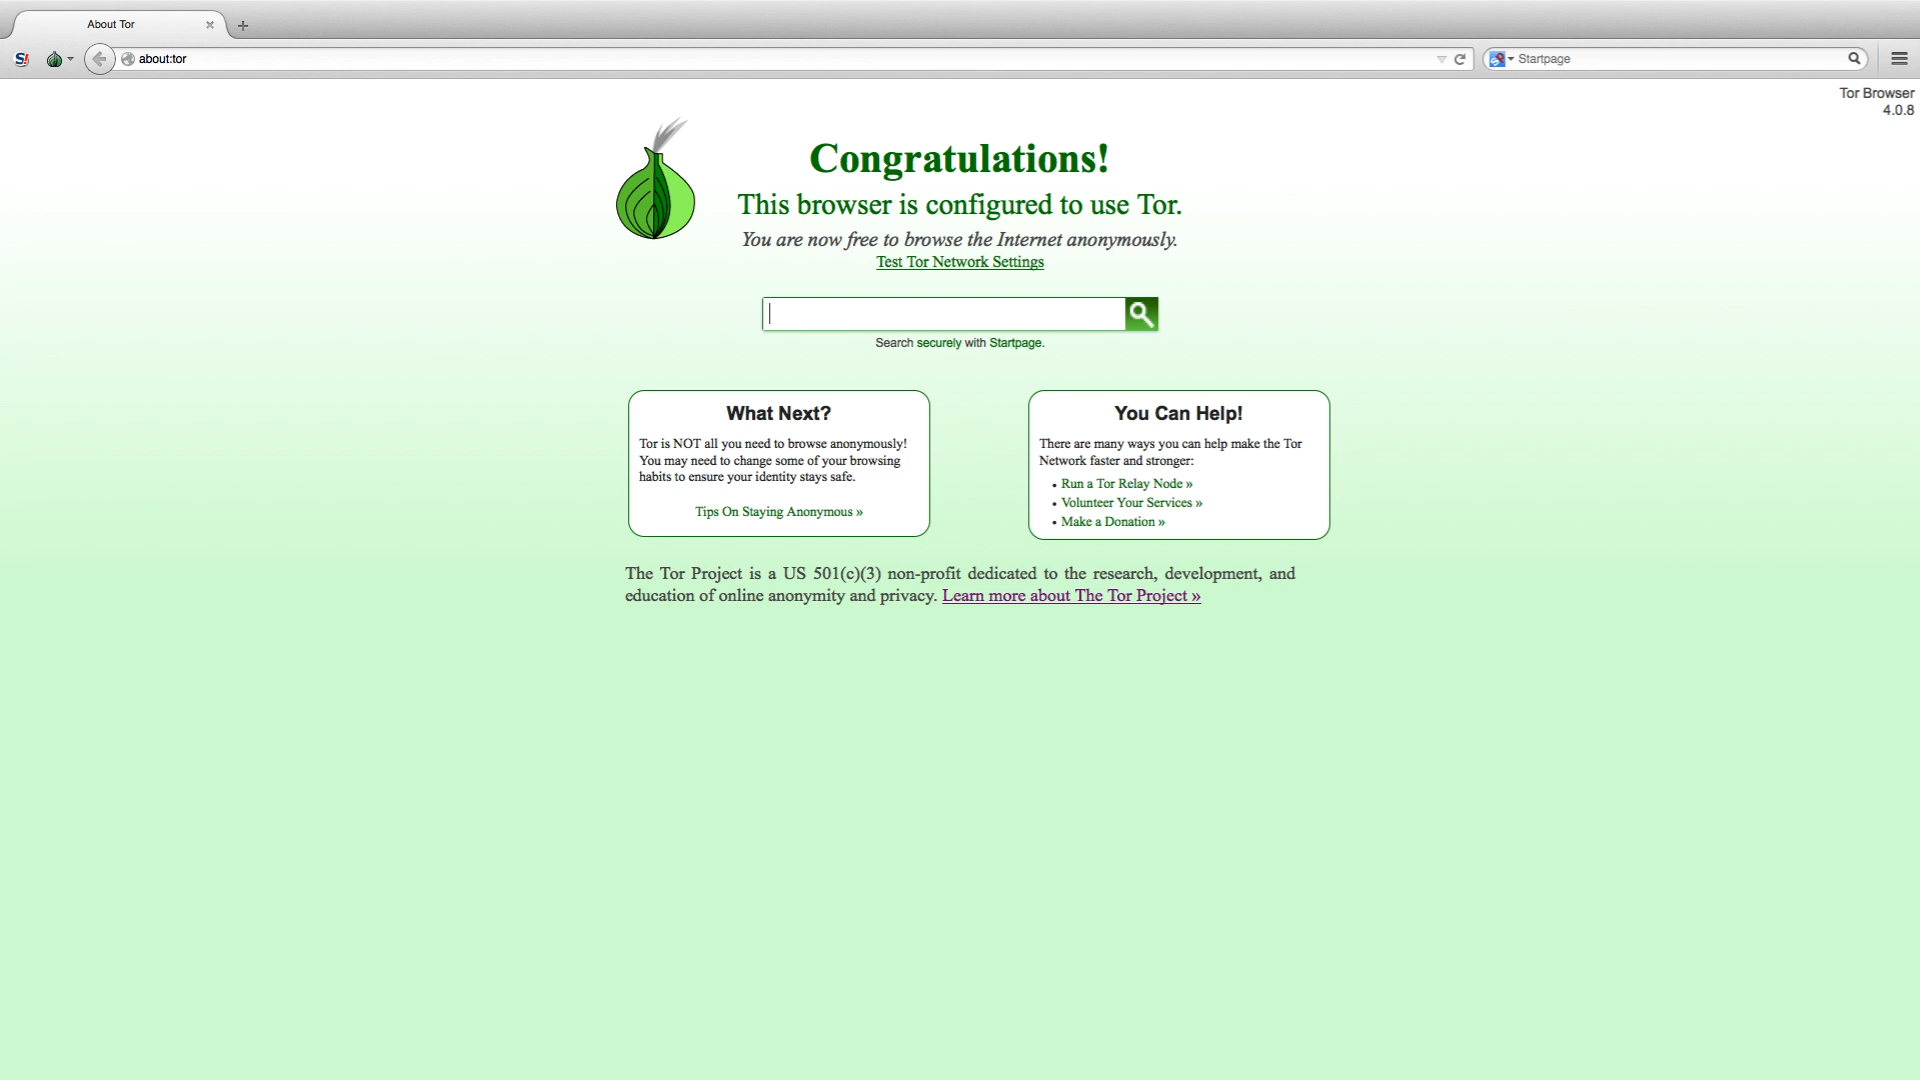 About Tor
about:tor
Startpage
Tor Browser
4.0.8
Congratulations!
This browser is configured to use Tor.
You are now free to browse the Internet anonymously.
Test Tor Network Settings
Search securely with Startpage.
What Next?
Tor is NOT all you need to browse anonymously!
You may need to change some of your browsing
habits to ensure your identity stays safe.
Tips On Staying Anonymous »
You Can Help!
There are many ways you can help make the Tor
Network faster and stronger:
• Run a Tor Relay Node »
• Volunteer Your Services »
• Make a Donation »
The Tor Project is a US 501(c)(3) non-profit dedicated to the research, development, and
education of online anonymity and privacy. Learn more about The Tor Project »